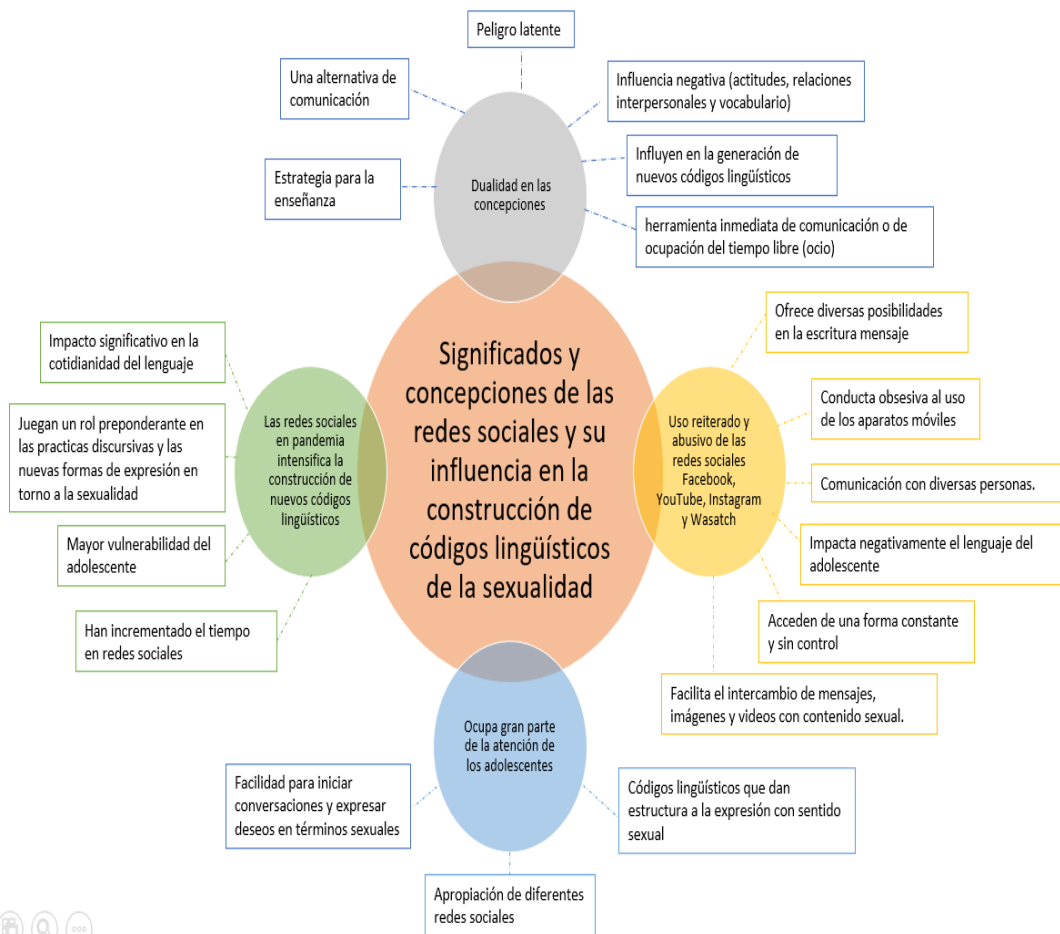 Peligro latente
Una alternativa de
comunicación
Influencia negativa (actitudes, relaciones
interpersonales y vocabulario)
Estrategia para la
enseñanza
Dualidad en las
concepciones
Influyen en la generación de
nuevos códigos lingüísticos
herramienta inmediata de comunicación o de
ocupación del tiempo libre (ocio)
Significados y
concepciones de las
redes sociales y su
influencia en la
construcción de
códigos lingüísticos
de la sexualidad
Impacto significativo en la
cotidianidad del lenguaje
Juegan un rol preponderante en
las practicas discursivas y las
nuevas formas de expresión en
torno a la sexualidad
Mayor vulnerabilidad del
adolescente
Han incrementado el tiempo
en redes sociales
Las redes sociales
en pandemia
intensifica la
construcción de
nuevos códigos
lingüísticos
Uso reiterado y
abusivo de las
redes sociales
Facebook,
YouTube, Instagram
y Wasatch
Ofrece diversas posibilidades
en la escritura mensaje
Conducta obsesiva al uso
de los aparatos móviles
Comunicación con diversas personas.
Impacta negativamente el lenguaje del
adolescente
Acceden de una forma constante
y sin control
Facilita el intercambio de mensajes,
imágenes y videos con contenido sexual.
Ocupa gran parte
de la atención de
los adolescentes
Facilidad para iniciar
conversaciones y expresar
deseos en términos sexuales
Códigos lingüísticos que dan
estructura a la expresión con sentido
sexual
Apropiación de diferentes
redes sociales